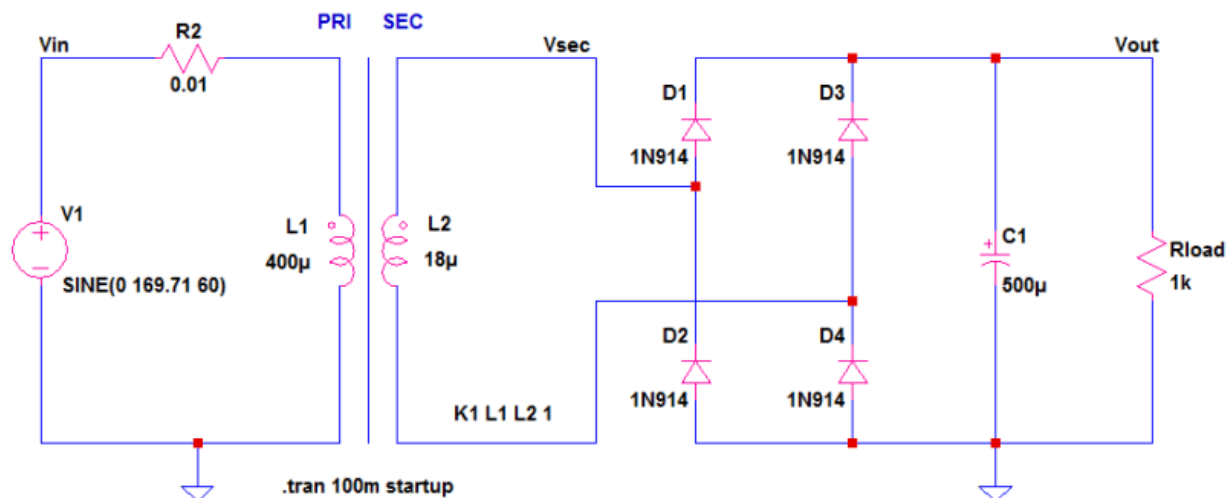 PRI SEC
Vin
R2
0.01
Vsec
Vout
D1
1N914
D3
1N914
V1
SINE(0 169.71 60)
L1
400µ
L2
18µ
C1
500µ
Rload
1k
D2
1N914
D4
1N914
K1 L1 L2 1
.tran 100m startup